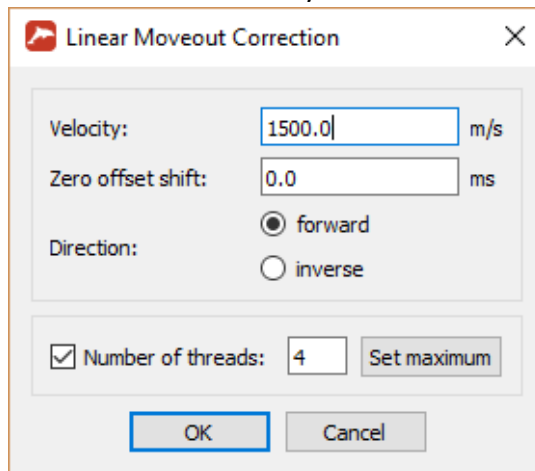 Linear Moveout Correction
Velocity: 1500.0 m/s
Zero offset shift: 0.0 ms
Direction:
forward
inverse
Number of threads: 4 Set maximum
OK Cancel